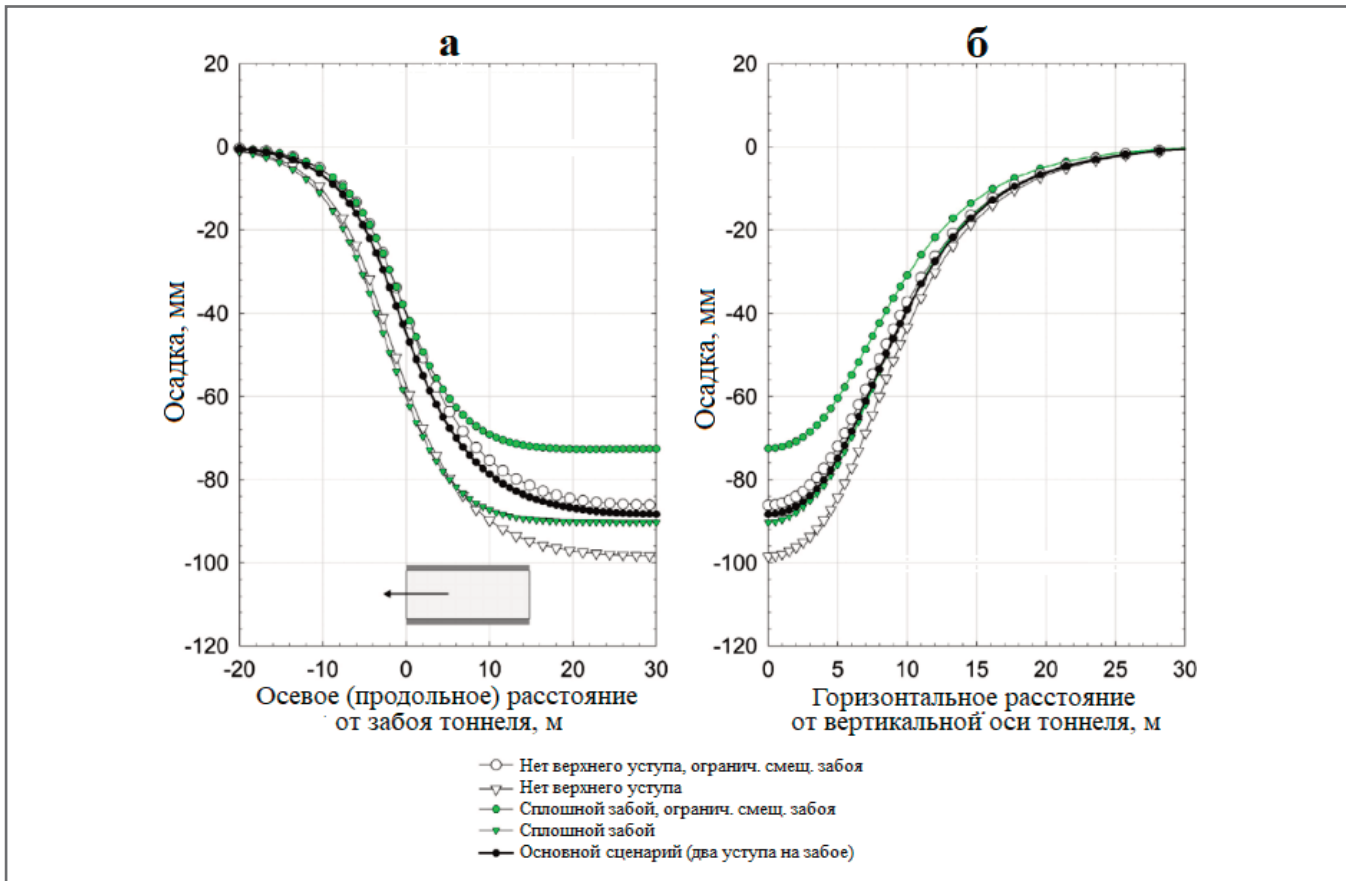 а
б
20
0
-20
-40
-60
-80
-100
-120
Осадка, мм
-20 -10 0 10 20 30
Осевое (продольное) расстояние
от забоя тоннеля, м
20
0
-20
-40
-60
-80
-100
-120
Осадка, мм
0 5 10 15 20 25 30
Горизонтальное расстояние
от вертикальной оси тоннеля, м
Нет верхнего уступа, огранич. смещ. забоя
Нет верхнего уступа
Сплошной забой, огранич. смещ. забоя
Сплошной забой
Основной сценарий (два уступа на забое)